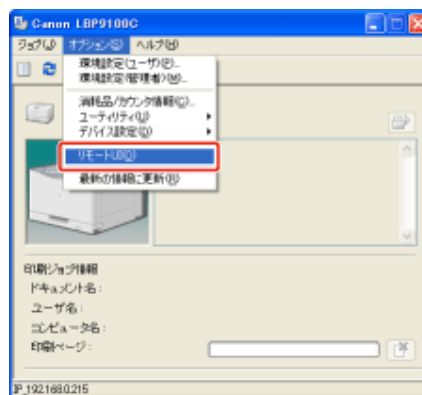 Canon LBP9100C
ジョブ(J) オプション(S) ヘルプ(H)
環境設定(ユーザ)(P)...
環境設定(管理者)(M)...
消耗品/カウンタ情報(C)...
ユーティリティ(U)
デバイス設定(D)
リモートUI(O)
最新の情報に更新(R)
印刷ジョブ情報
ドキュメント名:
ユーザ名:
コンピュータ名:
印刷ページ:
IP_192.168.0.215